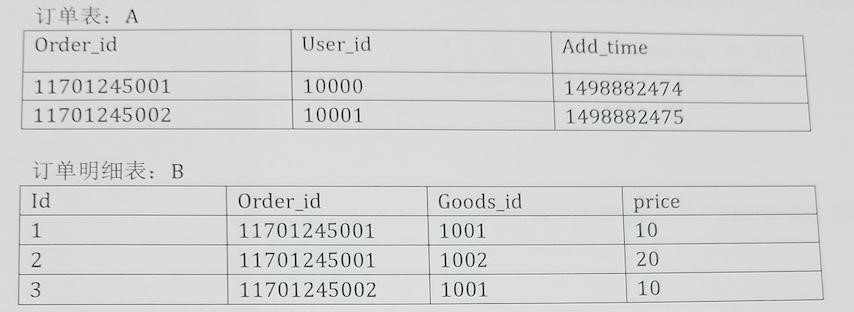 订单表：A
Order_id User_id Add_time
11701245001 10000 1498882474
11701245002 10001 1498882475
订单明细表：B
Id Order_id Goods_id price
1 11701245001 1001 10
2 11701245001 1002 20
3 11701245002 1001 10